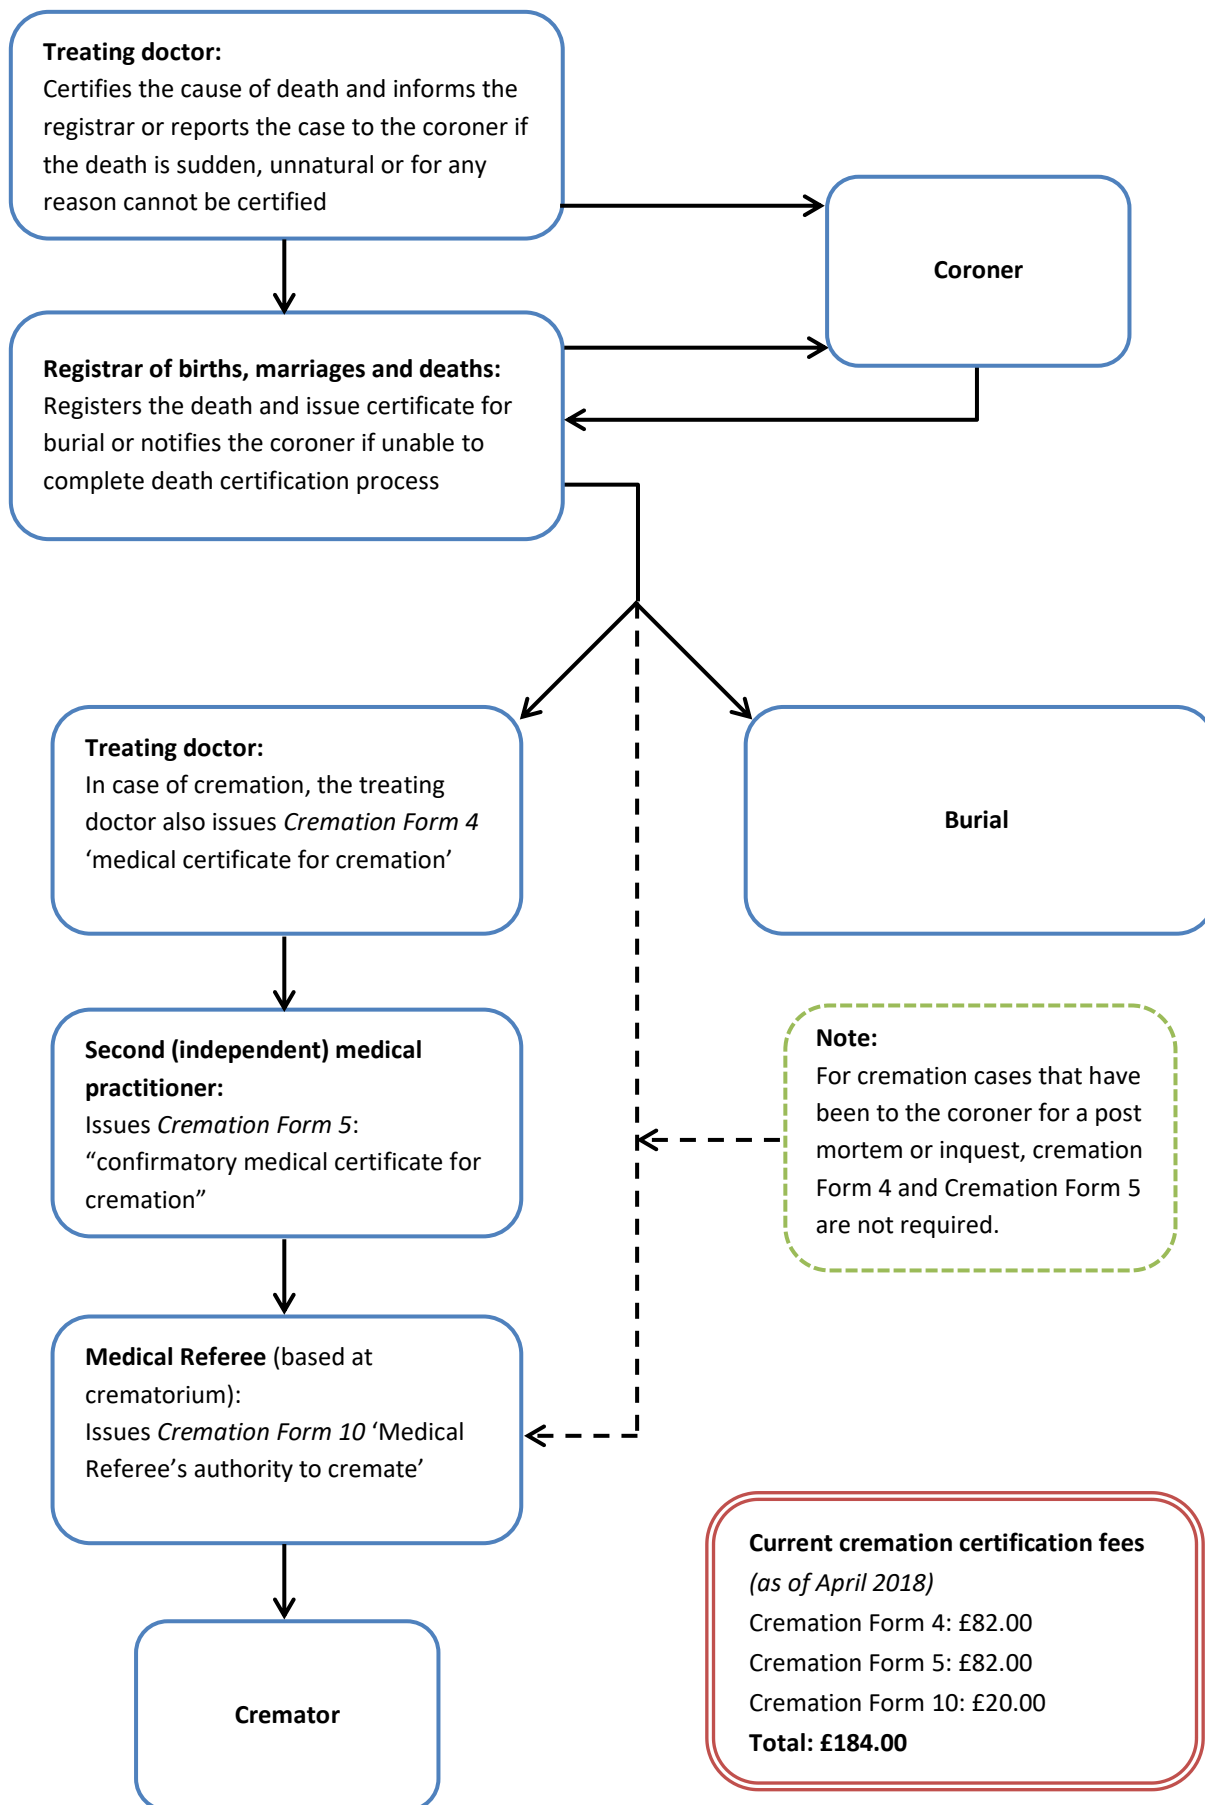 Treating doctor:
Certifies the cause of death and informs the
registrar or reports the case to the coroner if
the death is sudden, unnatural or for any
reason cannot be certified
Coroner
Registrar of births, marriages and deaths:
Registers the death and issue certificate for
burial or notifies the coroner if unable to
complete death certification process
Treating doctor:
In case of cremation, the treating
doctor also issues Cremation Form 4
‘medical certificate for cremation’
Burial
Second (independent) medical
practitioner:
Issues Cremation Form 5:
“confirmatory medical certificate for
cremation”
Note:
For cremation cases that have
been to the coroner for a post
mortem or inquest, cremation
Form 4 and Cremation Form 5
are not required.
Medical Referee (based at
crematorium):
Issues Cremation Form 10 ‘Medical
Referee’s authority to cremate’
Cremator
Current cremation certification fees
(as of April 2018)
Cremation Form 4: £82.00
Cremation Form 5: £82.00
Cremation Form 10: £20.00
Total: £184.00